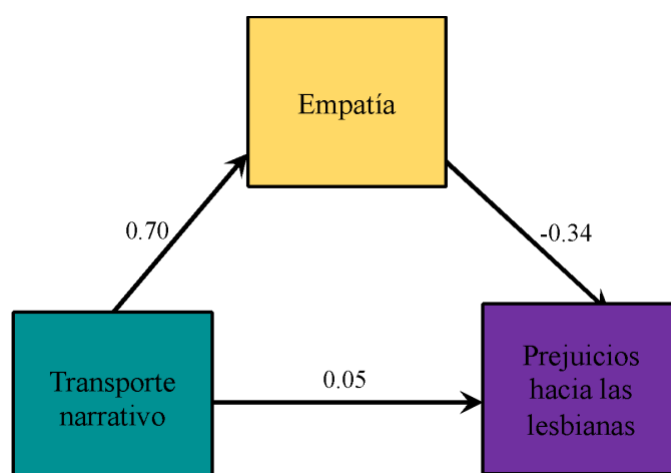 Empatía
0.70
-0.34
Transporte
narrativo
0.05
Prejuicios
hacia las
lesbianas